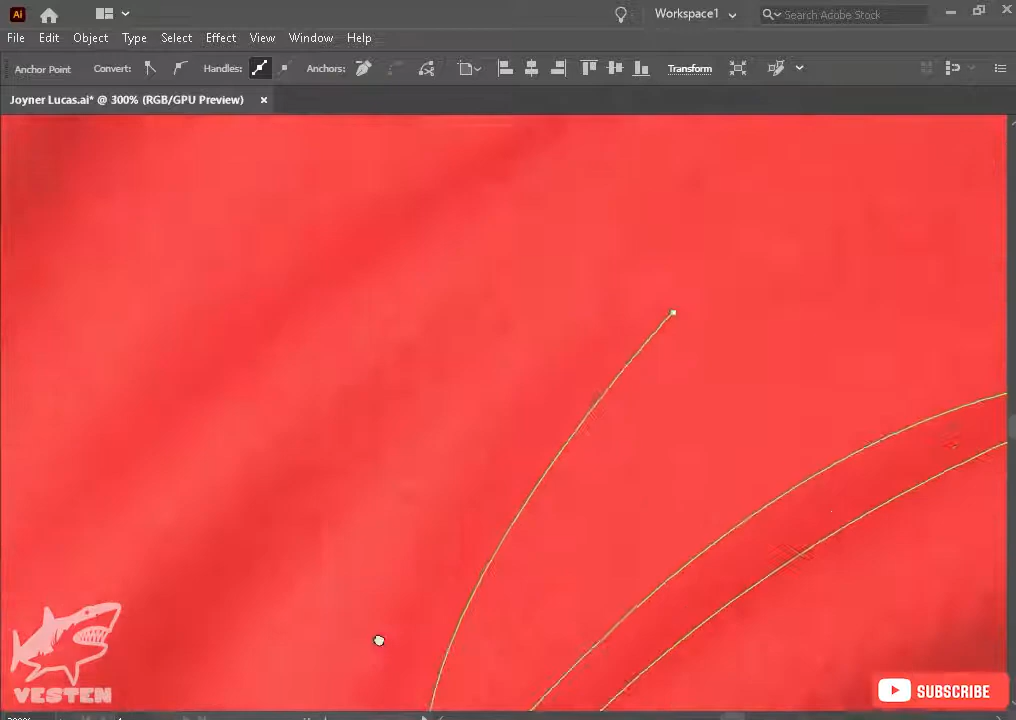 Ai
Workspace1
Search Adobe Stock
File Edit Object Type Select Effect View Window Help
Anchor Point Convert: Handles: Anchors: Transform
Joyner Lucas.ai* @ 300% (RGB/GPU Preview) ×
VESTEN
SUBSCRIBE